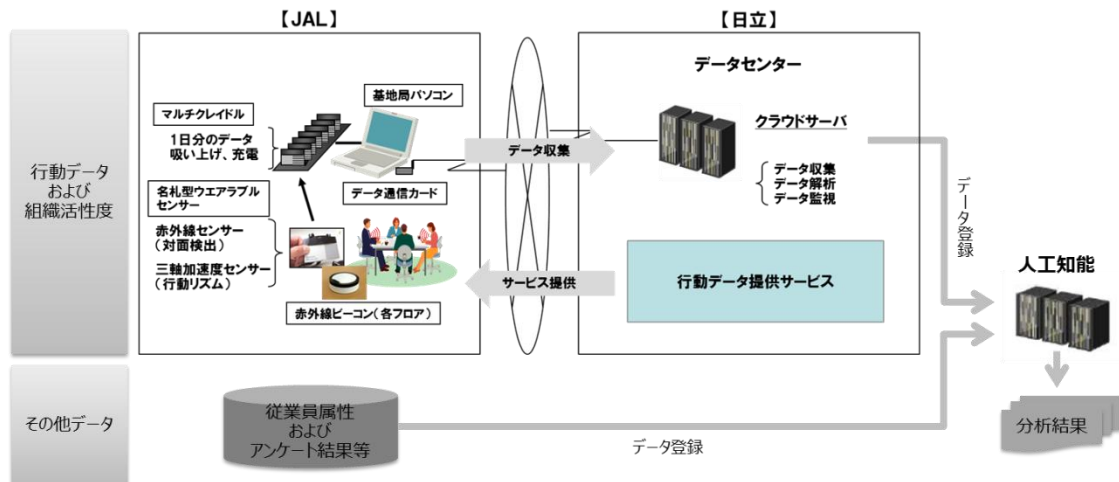 【JAL】
【日立】
行動データ
および
組織活性度
マルチクレイドル
1日分のデータ
吸い上げ、充電
基地局パソコン
データ通信カード
名札型ウエアラブル
センサー
赤外線センサー
(対面検出)
三軸加速度センサー
(行動リズム)
赤外線ビーコン(各フロア)
データ収集
サービス提供
データセンター
クラウドサーバ
データ収集
データ解析
データ監視
行動データ提供サービス
データ登録
人工知能
その他データ
従業員属性
および
アンケート結果等
データ登録
分析結果